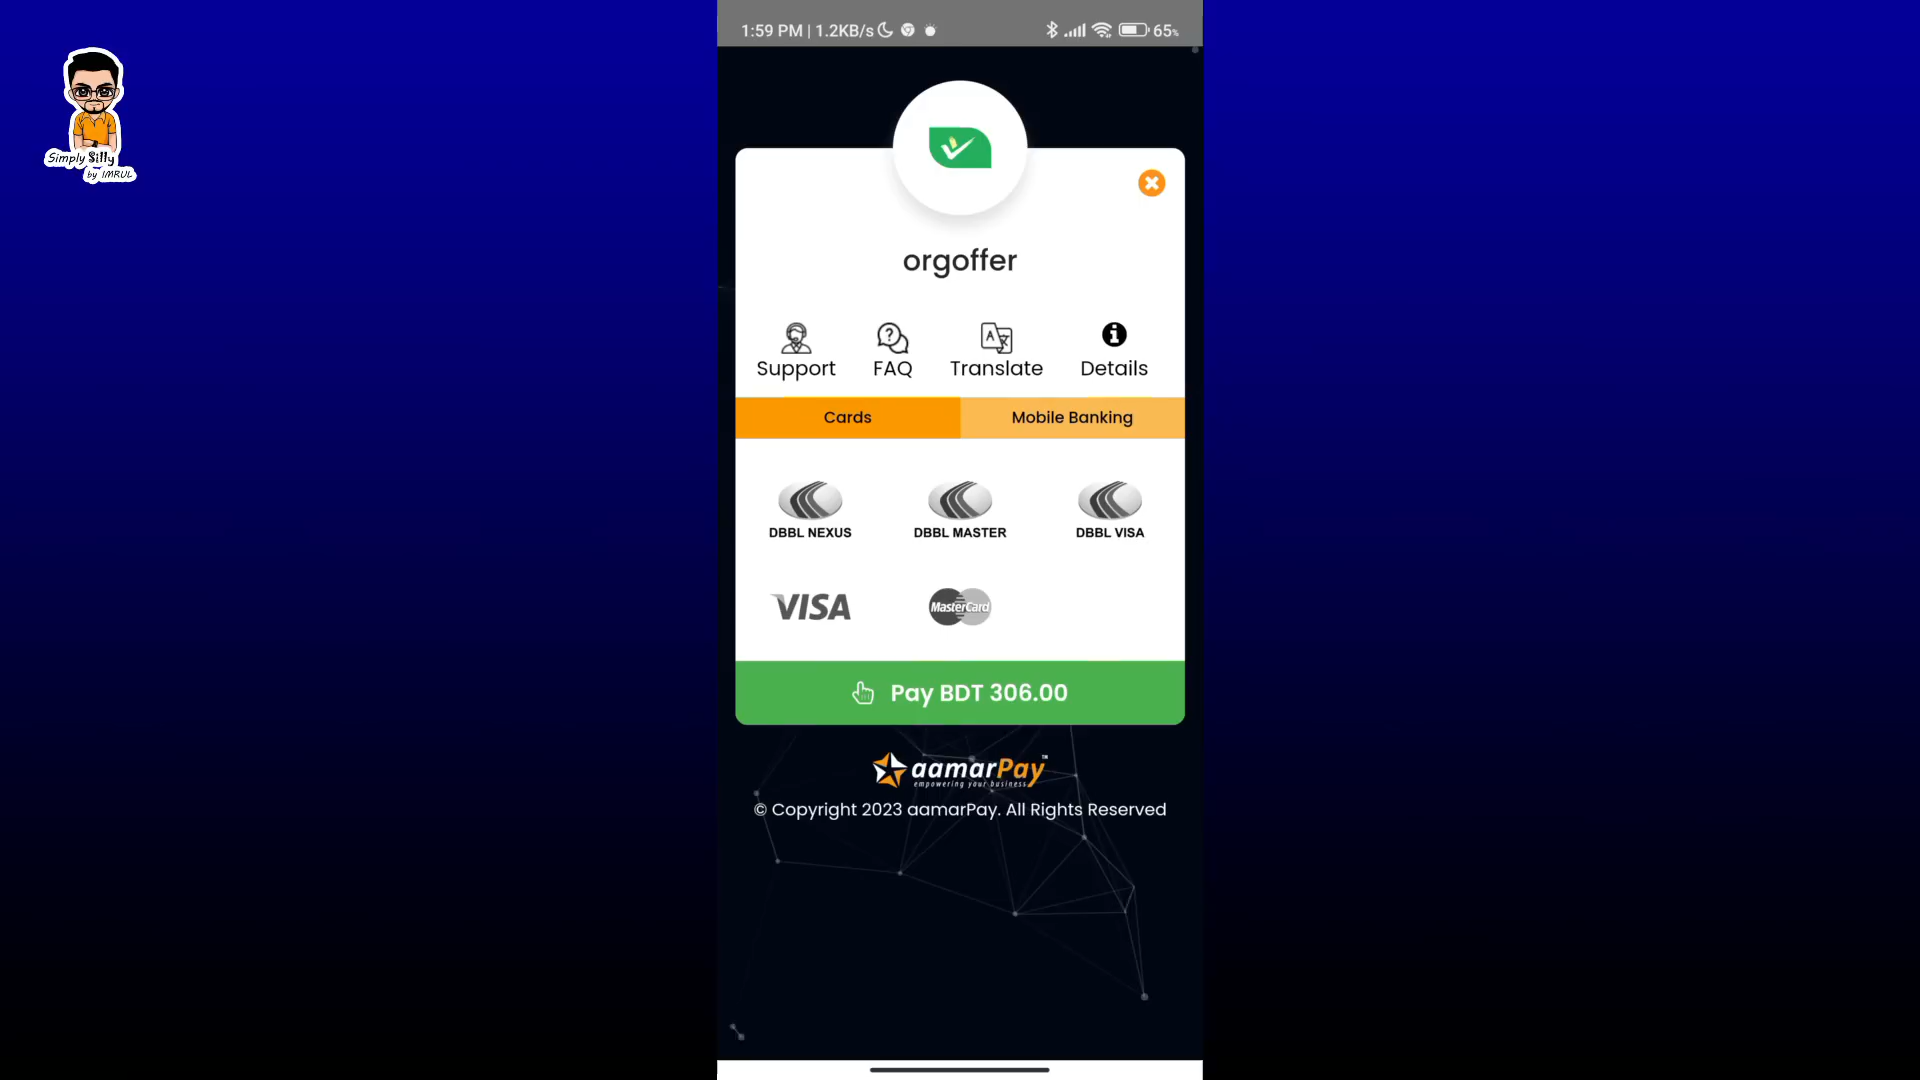 1:59 PM | 1.2KB/s
65%
Simply Silly
by IMRUL
orgoffer
Support FAQ Translate Details
Cards Mobile Banking
DBBL NEXUS DBBL MASTER DBBL VISA
VISA MasterCard
Pay BDT 306.00
aamarPay™
empowering your business
© Copyright 2023 aamarPay. All Rights Reserved